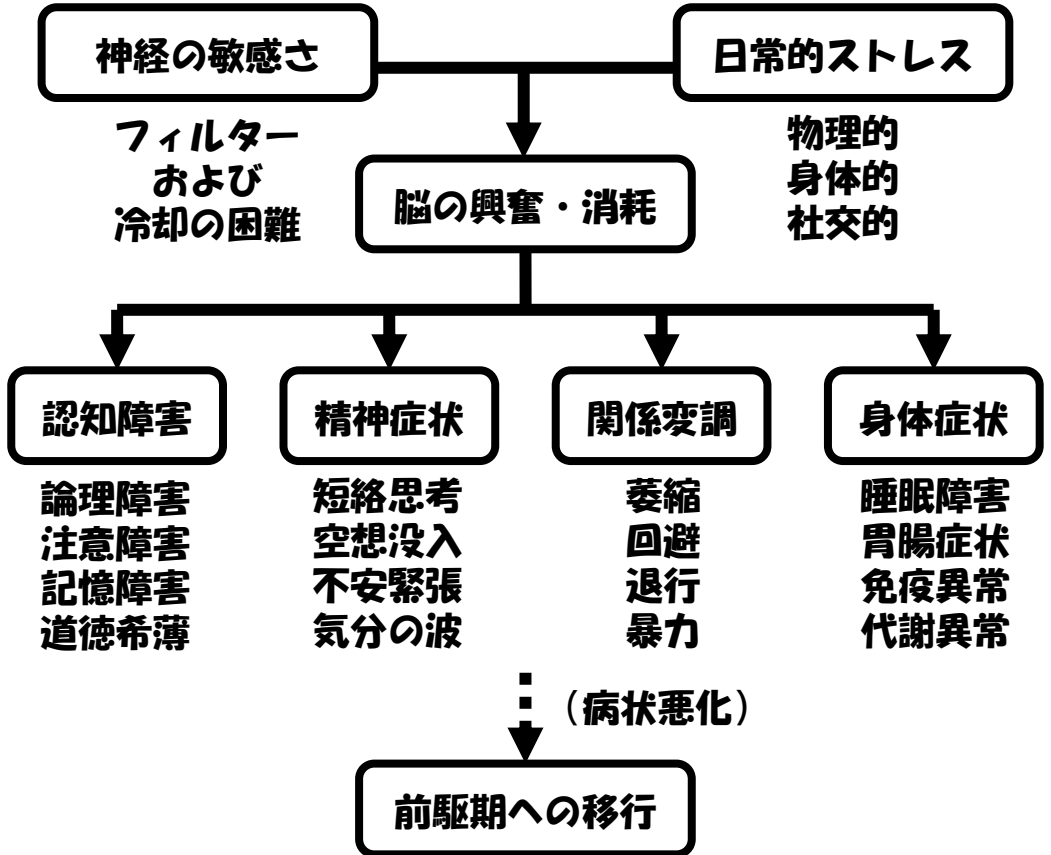 神経の敏感さ
日常的ストレス
フィルター
および
冷却の困難
物理的
身体的
社交的
脳の興奮・消耗
認知障害
論理障害
注意障害
記憶障害
道徳希薄
精神症状
短絡思考
空想没入
不安緊張
気分の波
関係変調
萎縮
回避
退行
暴力
身体症状
睡眠障害
胃腸症状
免疫異常
代謝異常
（病状悪化）
前駆期への移行